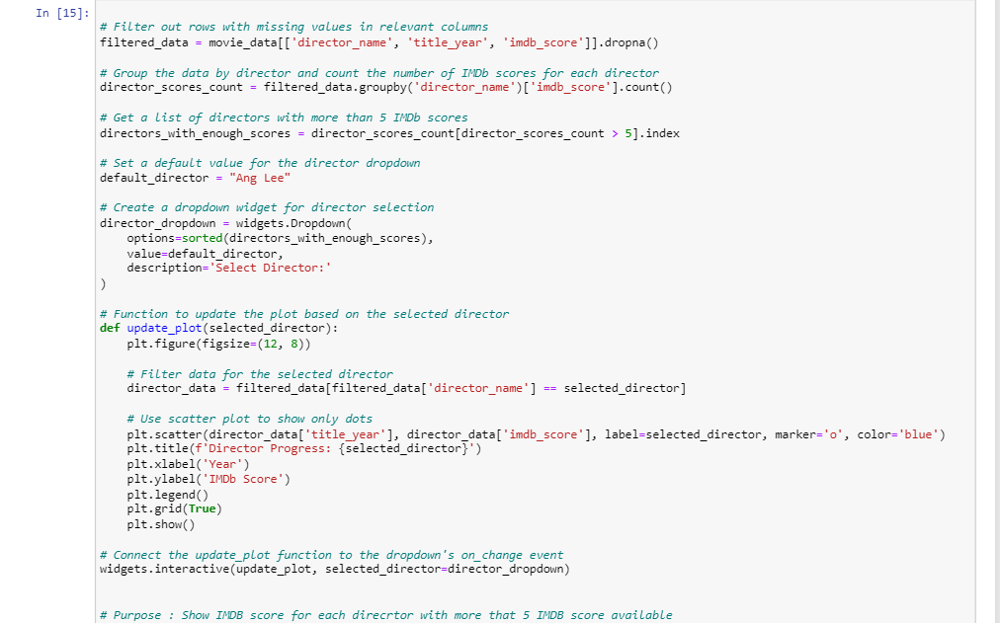 In [15]:
# Filter out rows with missing values in relevant columns
filtered_data = movie_data[['director_name', 'title_year', 'imdb_score']].dropna()
# Group the data by director and count the number of IMDb scores for each director
director_scores_count = filtered_data.groupby('director_name')['imdb_score'].count()
# Get a list of directors with more than 5 IMDb scores
directors_with_enough_scores = director_scores_count[director_scores_count > 5].index
# Set a default value for the director dropdown
default_director = "Ang Lee"
# Create a dropdown widget for director selection
director_dropdown = widgets.Dropdown(
    options=sorted(directors_with_enough_scores),
    value=default_director,
    description='Select Director:'
)
# Function to update the plot based on the selected director
def update_plot(selected_director):
    plt.figure(figsize=(12, 8))
    # Filter data for the selected director
    director_data = filtered_data[filtered_data['director_name'] == selected_director]
    # Use scatter plot to show only dots
    plt.scatter(director_data['title_year'], director_data['imdb_score'], label=selected_director, marker='o', color='blue')
    plt.title(f'Director Progress: {selected_director}')
    plt.xlabel('Year')
    plt.ylabel('IMDb Score')
    plt.legend()
    plt.grid(True)
    plt.show()
# Connect the update_plot function to the dropdown's on_change event
widgets.interactive(update_plot, selected_director=director_dropdown)
# Purpose : Show IMDB score for each direcrtor with more that 5 IMDB score available